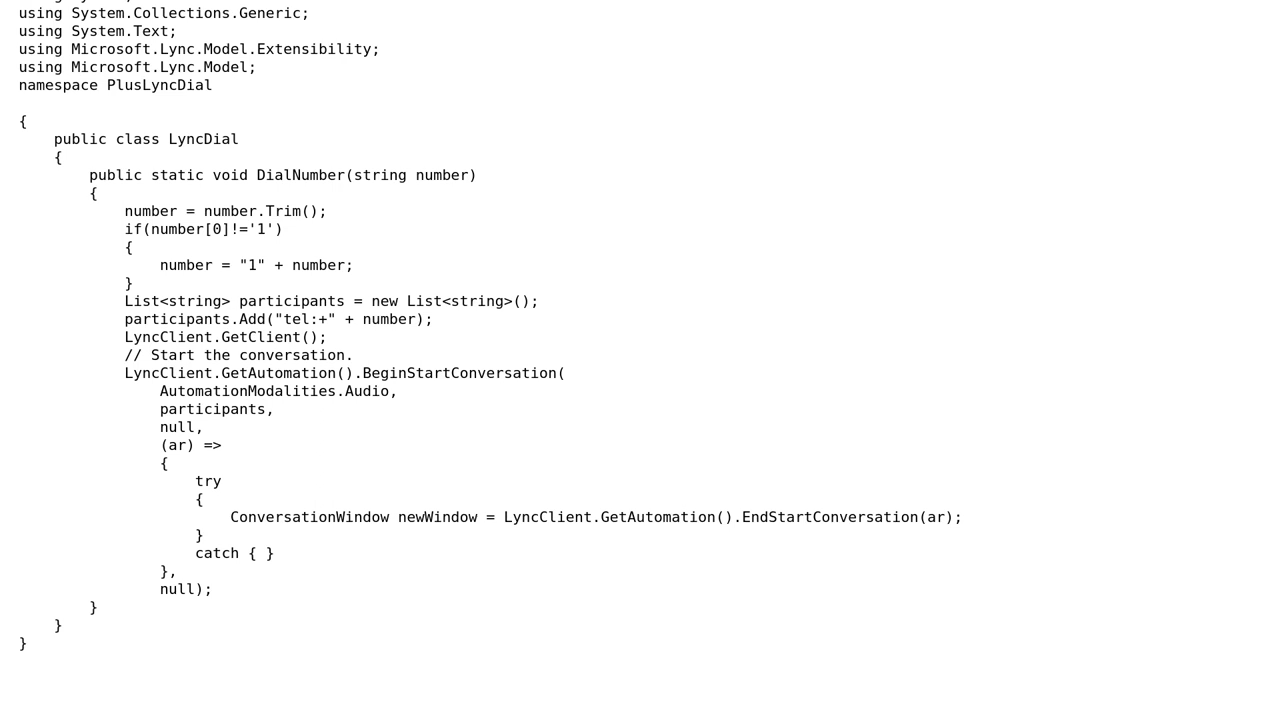 using System.Collections.Generic;
using System.Text;
using Microsoft.Lync.Model.Extensibility;
using Microsoft.Lync.Model;
namespace PlusLyncDial

{
    public class LyncDial
    {
        public static void DialNumber(string number)
        {
            number = number.Trim();
            if(number[0]!='1')
            {
                number = "1" + number;
            }
            List<string> participants = new List<string>();
            participants.Add("tel:+" + number);
            LyncClient.GetClient();
            // Start the conversation.
            LyncClient.GetAutomation().BeginStartConversation(
                AutomationModalities.Audio,
                participants,
                null,
                (ar) =>
                {
                    try
                    {
                        ConversationWindow newWindow = LyncClient.GetAutomation().EndStartConversation(ar);
                    }
                    catch { }
                },
                null);
        }
    }
}